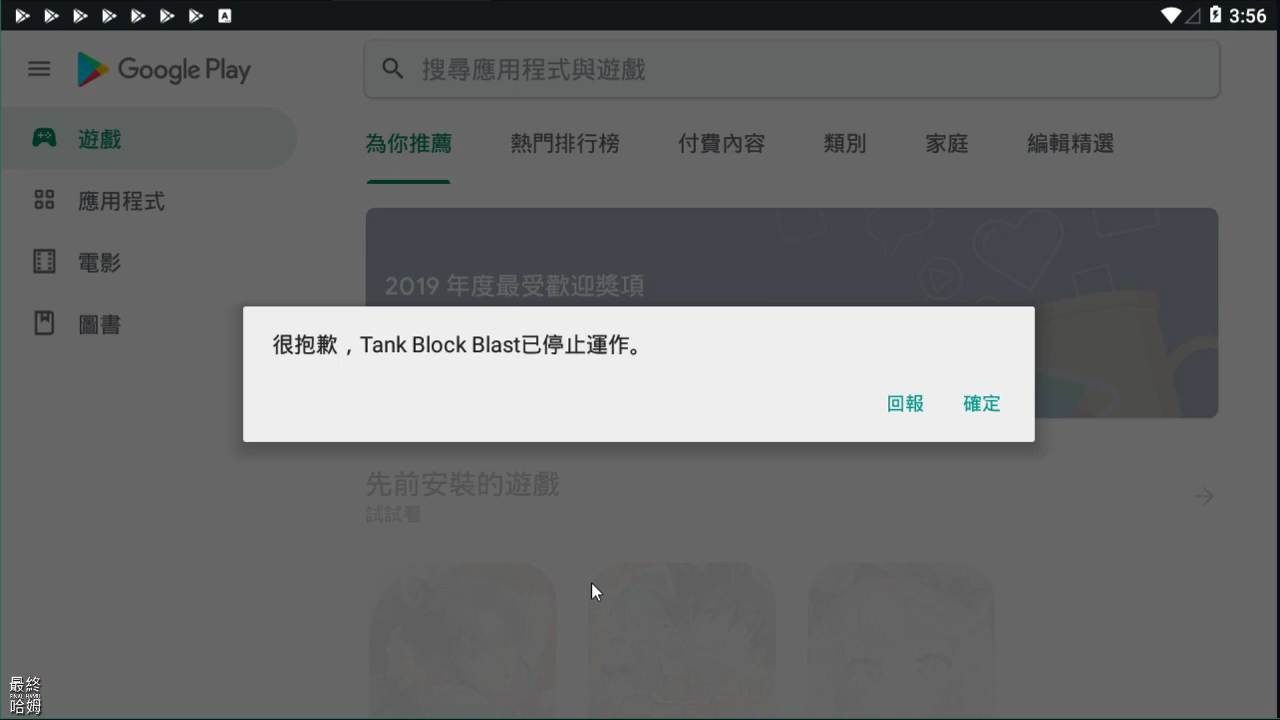 3:56
Google Play
搜尋應用程式與遊戲
遊戲
應用程式
電影
圖書
為你推薦 熱門排行榜 付費內容 類別 家庭 編輯精選
2019 年度最受歡迎獎項
很抱歉，Tank Block Blast已停止運作。
回報 確定
先前安裝的遊戲
試試看
最終
哈姆